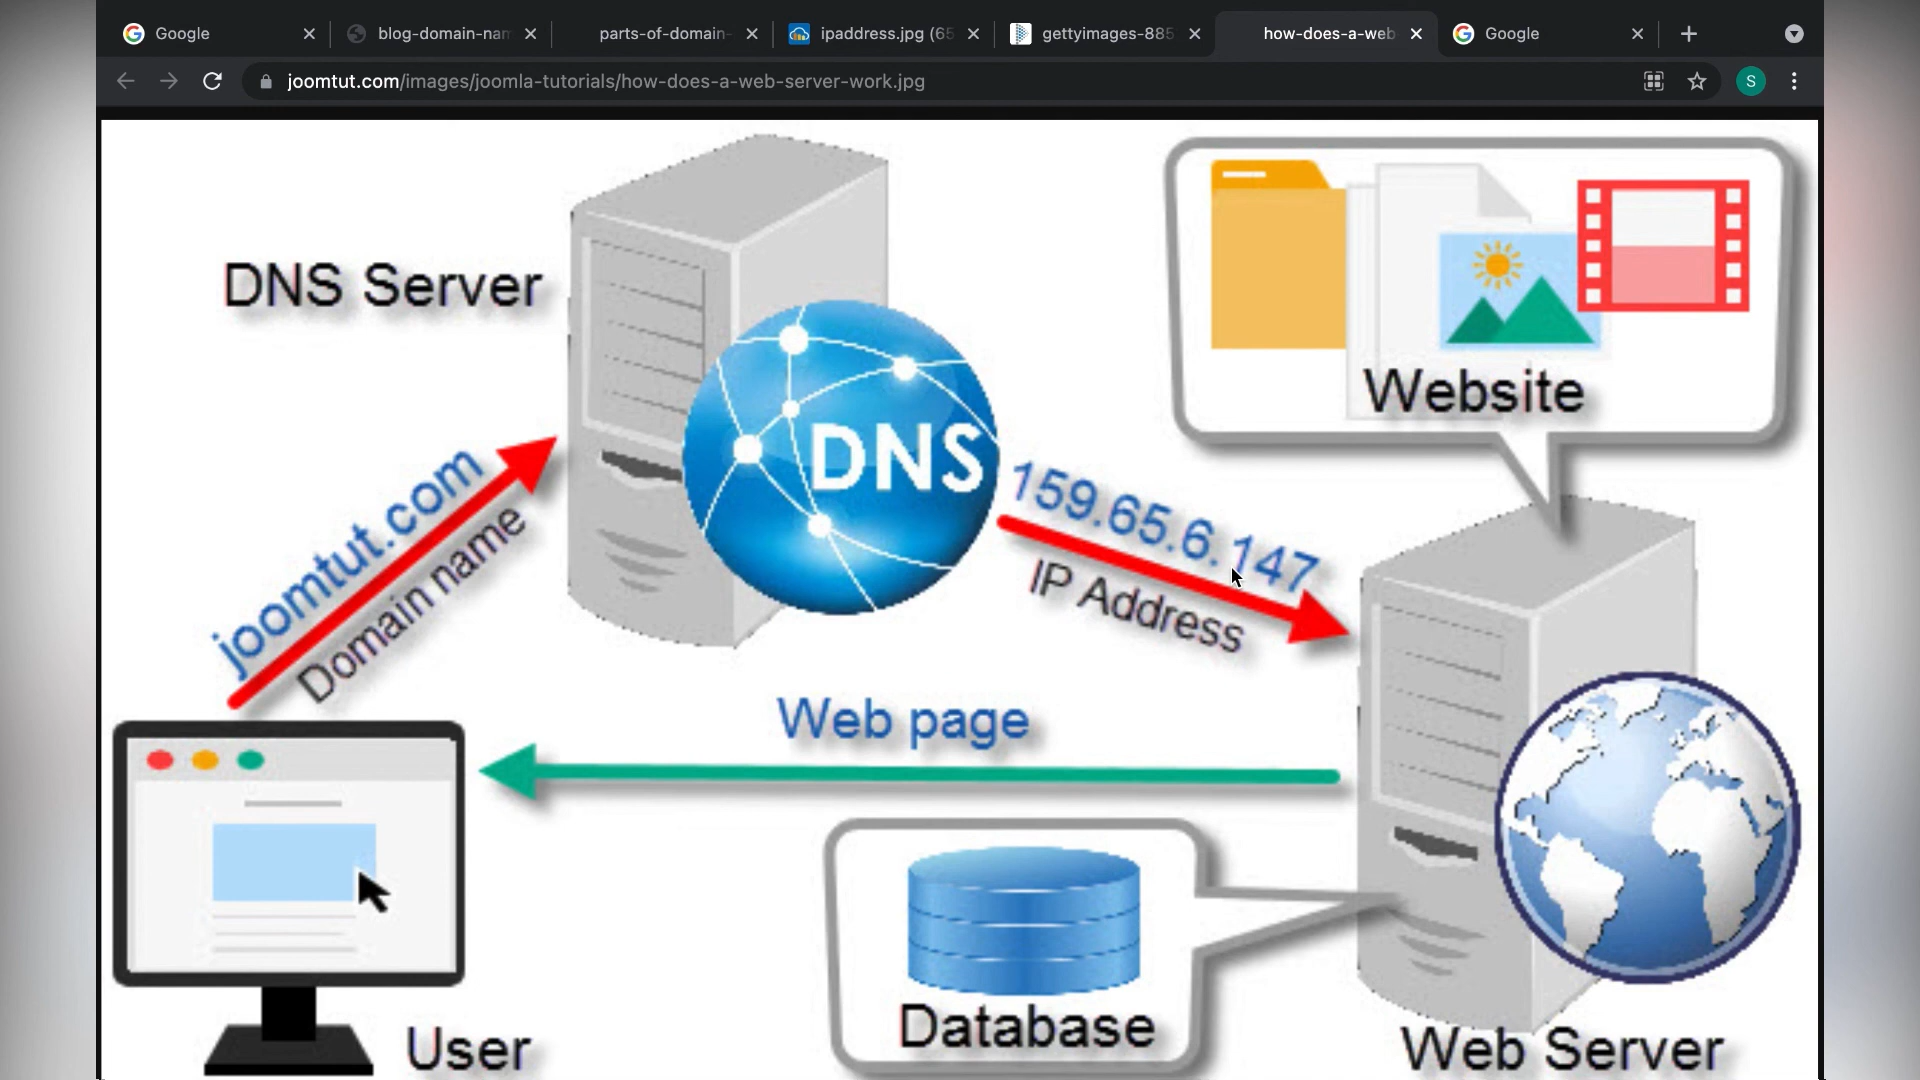 Google
blog-domain-nam
parts-of-domain-
ipaddress.jpg (65
gettyimages-885
how-does-a-web
Google
joomtut.com/images/joomla-tutorials/how-does-a-web-server-work.jpg
S
DNS Server
Website
DNS
joomtut.com
Domain name
159.65.6.147
IP Address
Web page
Database
User
Web Server